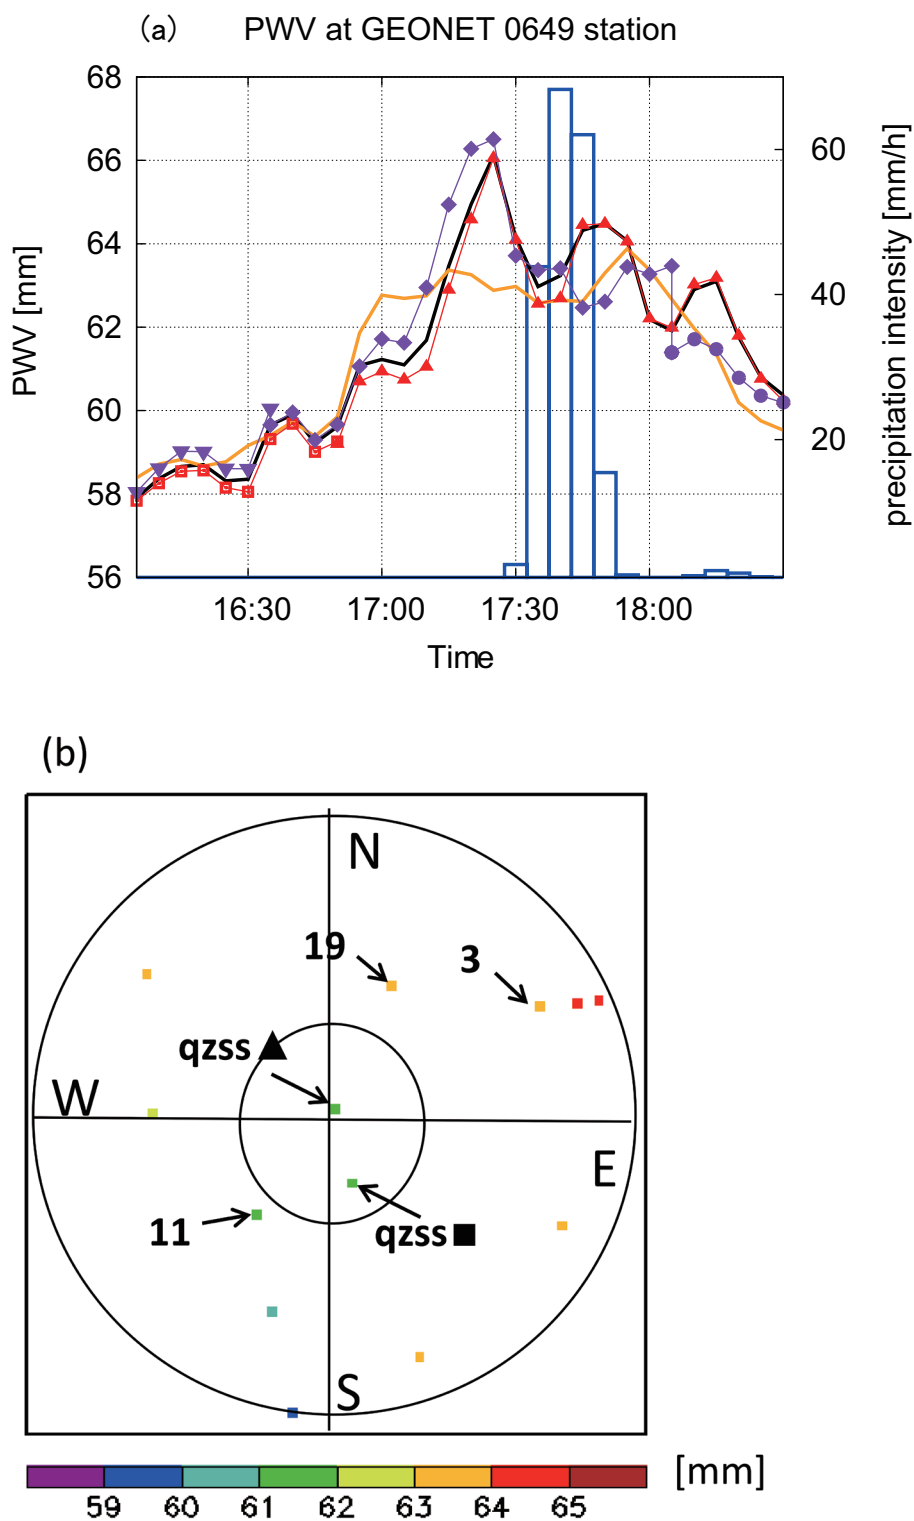 (a) PWV at GEONET 0649 station
68
66
64
62
60
58
56
PWV [mm]
60
40
20
precipitation intensity [mm/h]
16:30 17:00 17:30 18:00
Time
(b)
N
19
3
qzss
W
E
11
qzss
S
59 60 61 62 63 64 65
[mm]